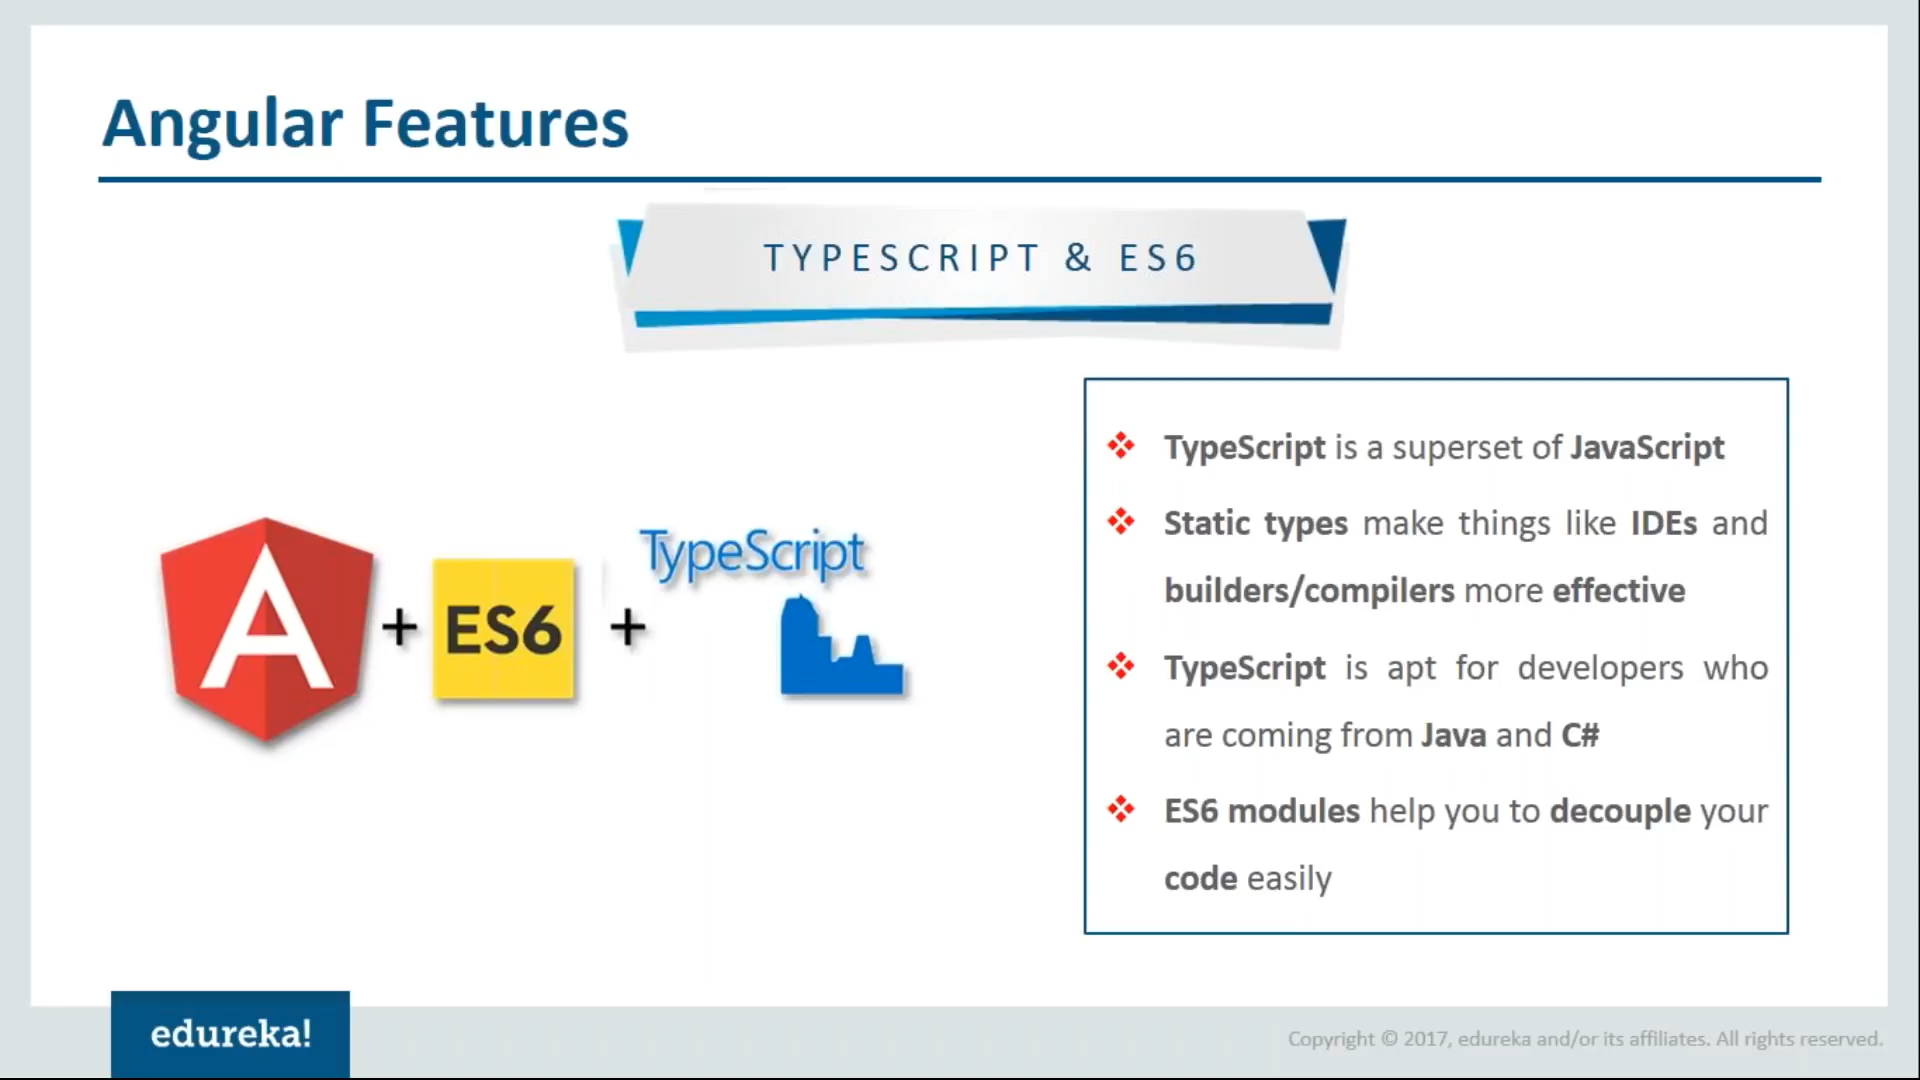 Angular Features
TYPESCRIPT & ES6
TypeScript is a superset of JavaScript
Static types make things like IDEs and
builders/compilers more effective
TypeScript is apt for developers who
are coming from Java and C#
ES6 modules help you to decouple your
code easily
A + ES6 + TypeScript
edureka!
Copyright © 2017, edureka and/or its affiliates. All rights reserved.